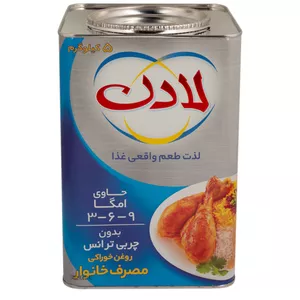 ۵ کیلوگرم
لادن
لذت طعم واقعی غذا
حاوی
امگا
۳-۶-۹
بدون
چربی ترانس
روغن خوراکی
مصرف خانوار